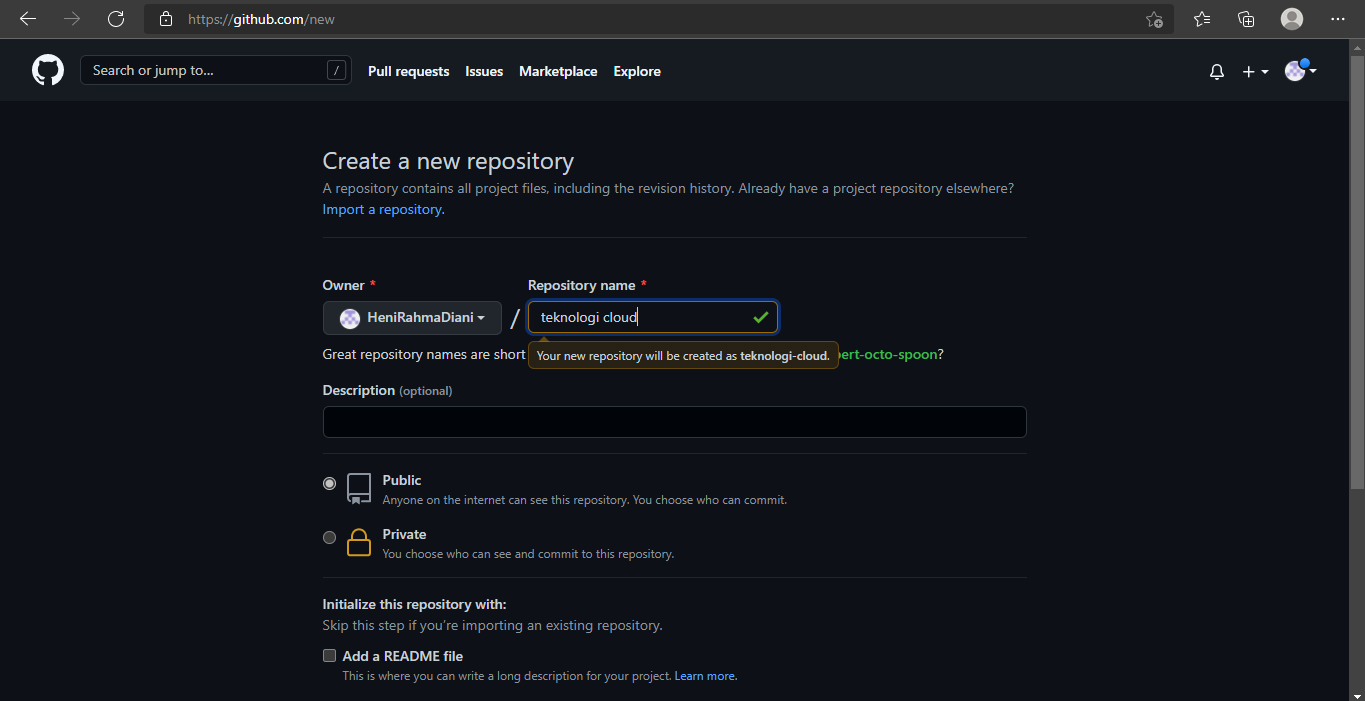 https://github.com/new
Search or jump to... /
Pull requests Issues Marketplace Explore
Create a new repository
A repository contains all project files, including the revision history. Already have a project repository elsewhere?
Import a repository.
Owner * Repository name *
HeniRahmaDiani / teknologi cloud
Great repository names are short ert-octo-spoon?
Your new repository will be created as teknologi-cloud.
Description (optional)
Public
Anyone on the internet can see this repository. You choose who can commit.
Private
You choose who can see and commit to this repository.
Initialize this repository with:
Skip this step if you're importing an existing repository.
Add a README file
This is where you can write a long description for your project. Learn more.